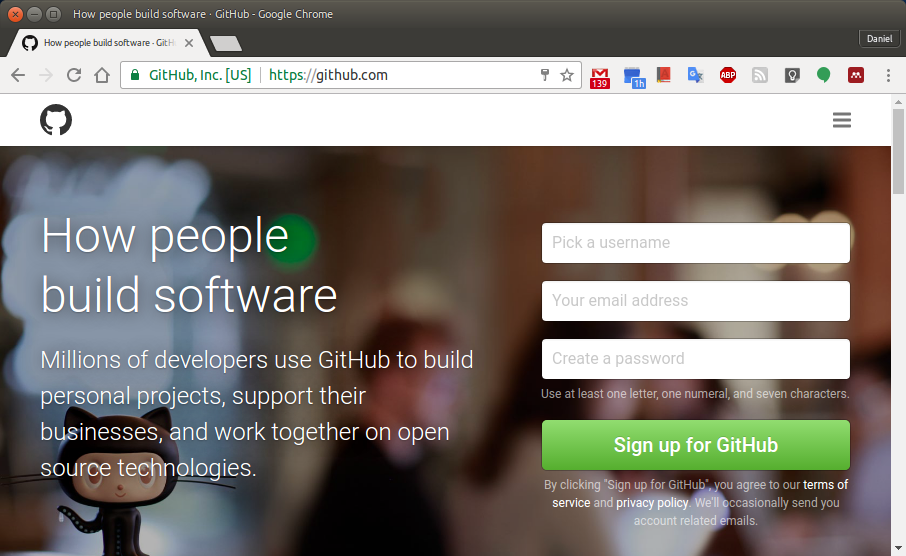 How people build software · GitHub - Google Chrome
How people build software · GitH
Daniel
GitHub, Inc. [US]
https://github.com
139
1h
ABP
How people
build software
Millions of developers use GitHub to build
personal projects, support their
businesses, and work together on open
source technologies.
Pick a username
Your email address
Create a password
Use at least one letter, one numeral, and seven characters.
Sign up for GitHub
By clicking "Sign up for GitHub", you agree to our terms of
service and privacy policy. We'll occasionally send you
account related emails.